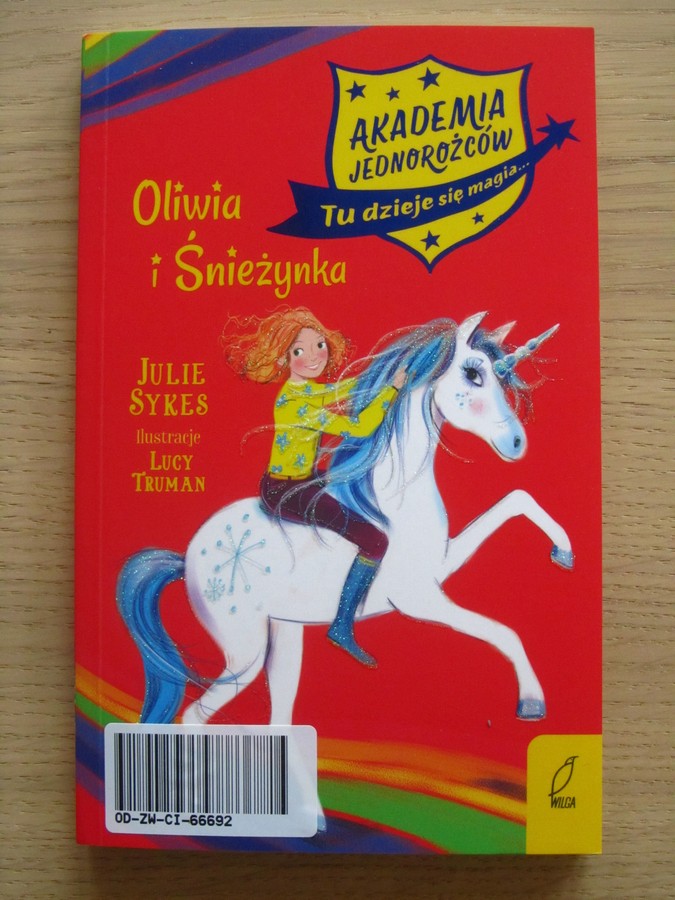 AKADEMIA
JEDNOROŻCÓW
Tu dzieje się magia...
Oliwia
i Śnieżynka
JULIE
SYKES
Ilustracje
LUCY
TRUMAN
OD-ZW-CI-66692
WILGA